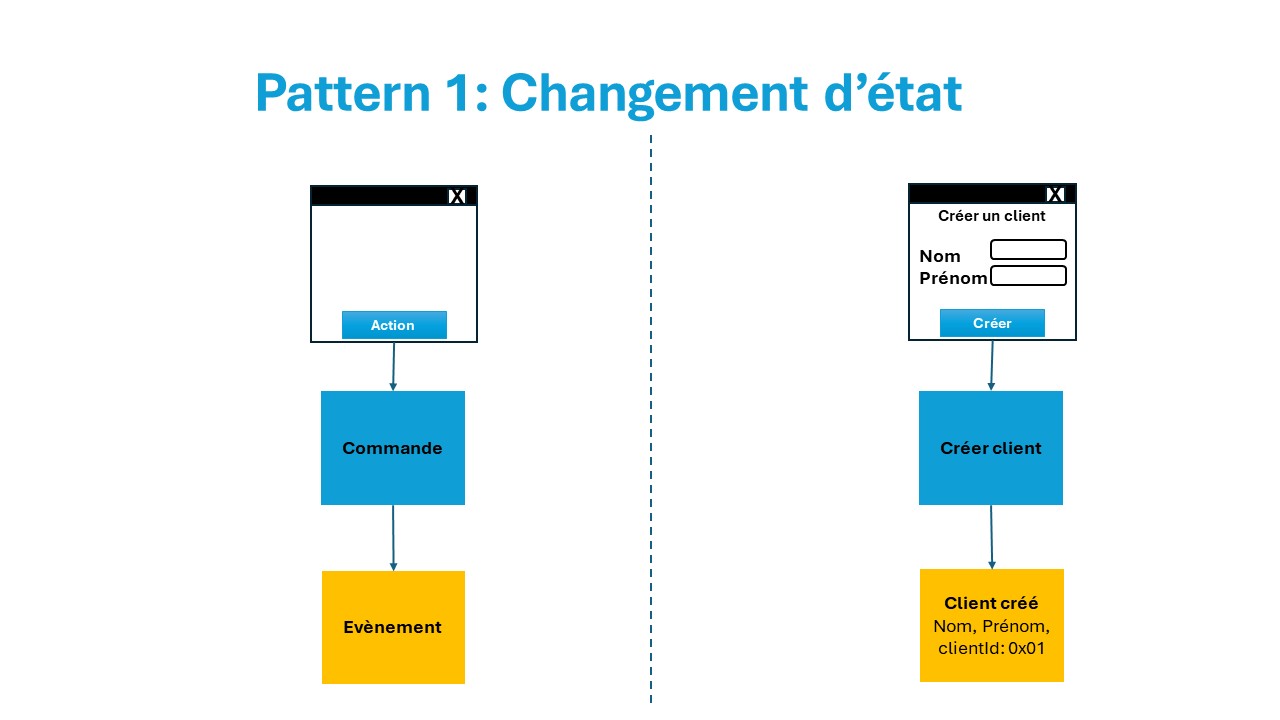 Pattern 1: Changement d’état
X
Action
Commande
Evènement
X
Créer un client
Nom
Prénom
Créer
Créer client
Client créé
Nom, Prénom,
clientId: 0x01